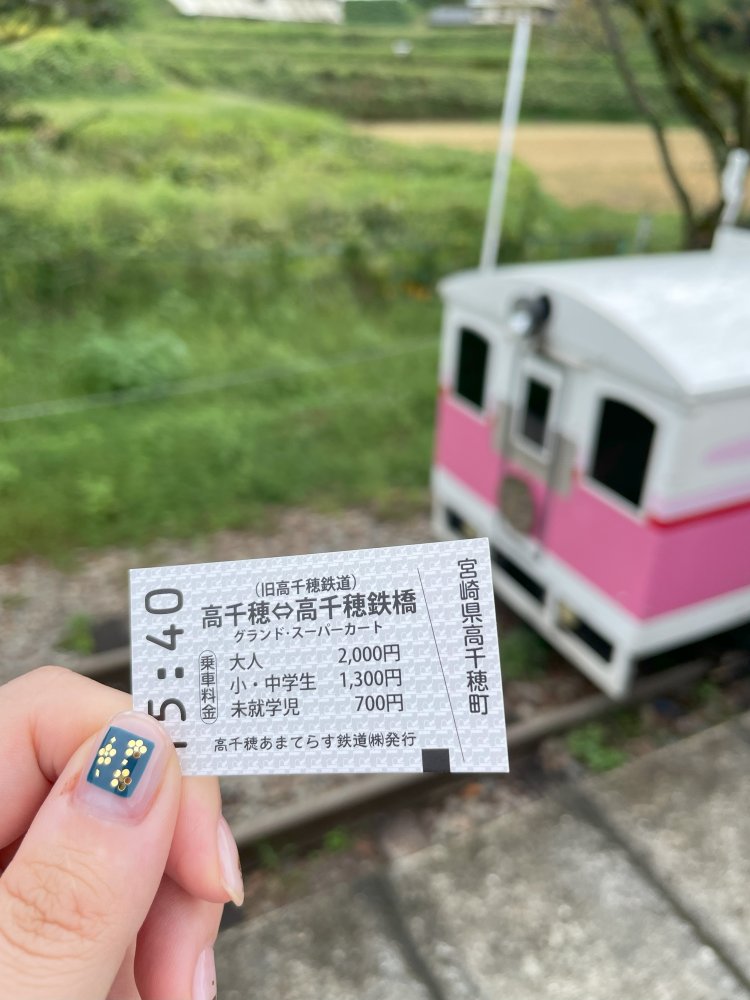 15:40
(旧高千穂鉄道)
高千穂⇔高千穂鉄橋
グランド・スーパーカート
乗車料金
大人 2,000円
小・中学生 1,300円
未就学児 700円
高千穂あまてらす鉄道㈱発行
宮崎県高千穂町